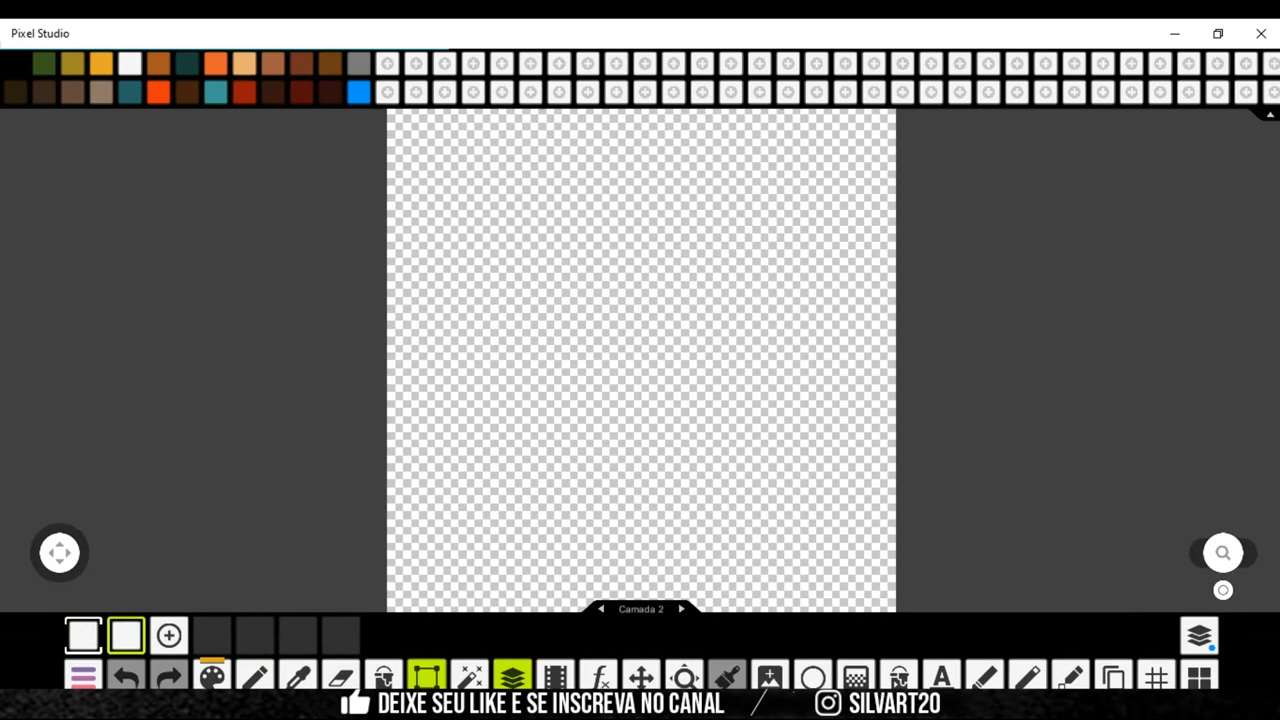 Pixel Studio
Camada 2
DEIXE SEU LIKE E SE INSCREVA NO CANAL
SILVART20